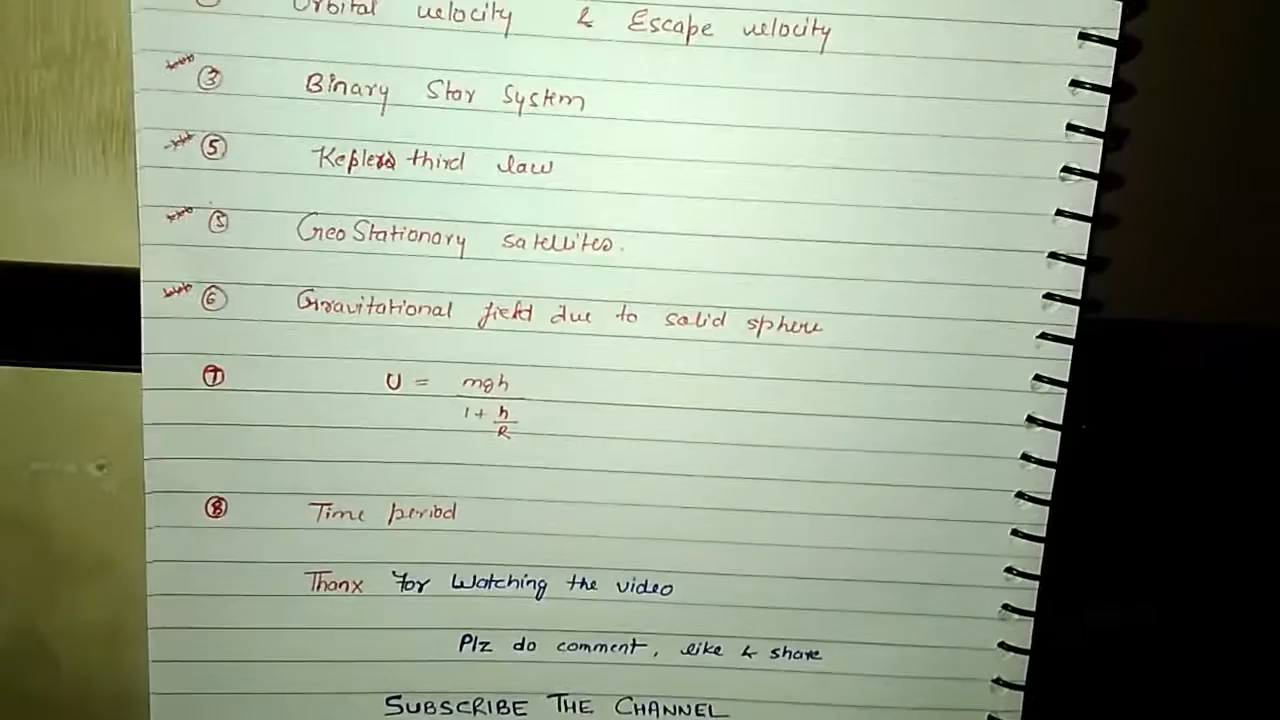 Orbital velocity & Escape velocity
*** ③ Binary Star System
*** ⑤ Keplers third law
*** ⑤ GeoStationary satellites.
*** ⑥ Gravitational field due to solid sphere
⑦ U = mgh / 1 + h/R
⑧ Time period
Thanx for Watching the video
Plz do comment, like & share
SUBSCRIBE THE CHANNEL